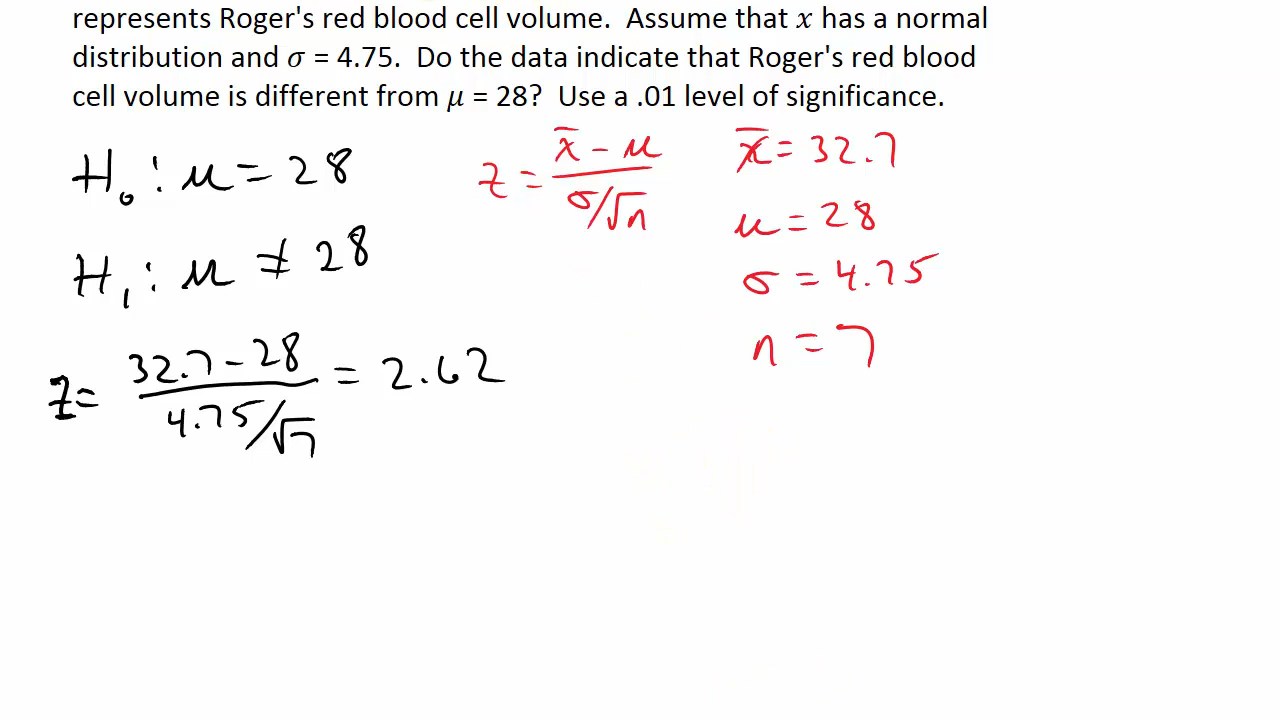 represents Roger's red blood cell volume. Assume that x has a normal
distribution and σ = 4.75. Do the data indicate that Roger's red blood
cell volume is different from μ = 28? Use a .01 level of significance.
H₀ : μ = 28
H₁ : μ ≠ 28
z = (32.7 − 28) / (4.75/√7) = 2.62
z = (x̄ − μ) / (σ/√n)
x̄ = 32.7
μ = 28
σ = 4.75
n = 7